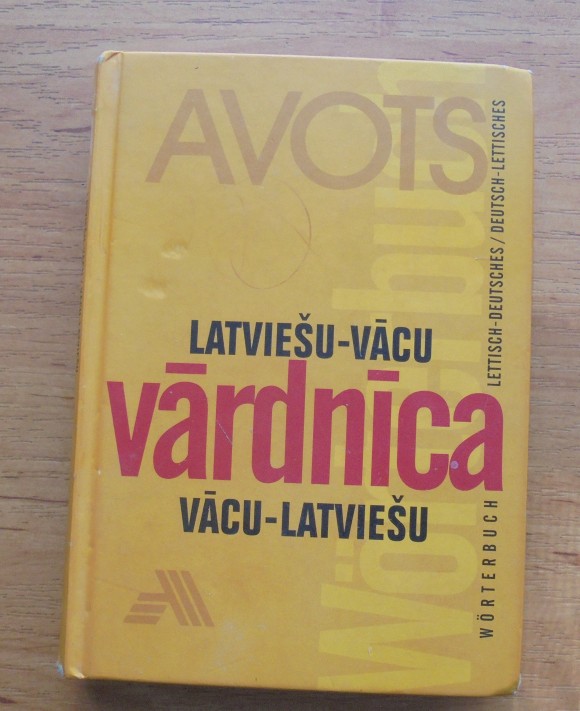 AVOTS
LATVIEŠU-VĀCU
vārdnīca
VĀCU-LATVIEŠU
WÖRTERBUCH LETTISCH-DEUTSCHES / DEUTSCH-LETTISCHES
Wörterbuch